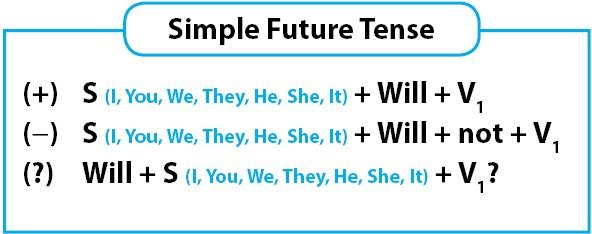 Simple Future Tense
(+) S (I, You, We, They, He, She, It) + Will + V₁
(−) S (I, You, We, They, He, She, It) + Will + not + V₁
(?) Will + S (I, You, We, They, He, She, It) + V₁?